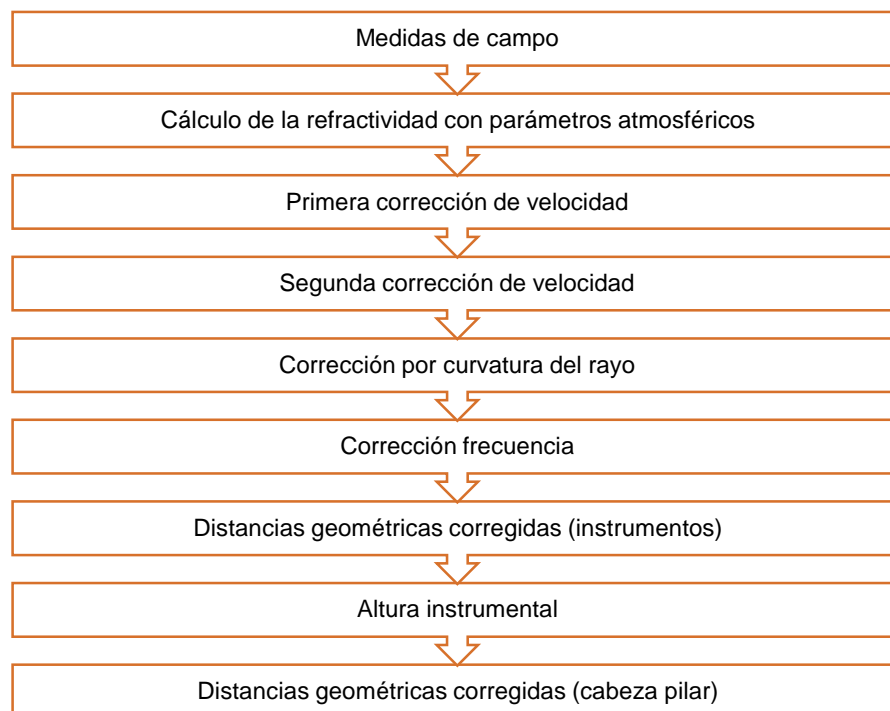 Medidas de campo
Cálculo de la refractividad con parámetros atmosféricos
Primera corrección de velocidad
Segunda corrección de velocidad
Corrección por curvatura del rayo
Corrección frecuencia
Distancias geométricas corregidas (instrumentos)
Altura instrumental
Distancias geométricas corregidas (cabeza pilar)